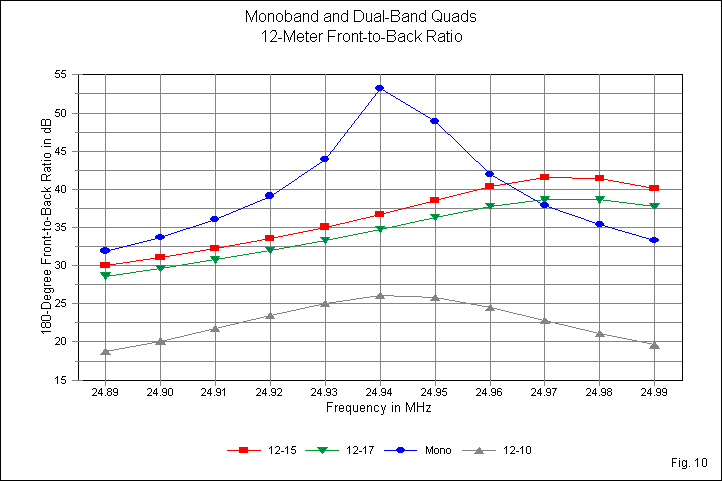 Monoband and Dual-Band Quads
12-Meter Front-to-Back Ratio
180-Degree Front-to-Back Ratio in dB
55
50
45
40
35
30
25
20
15
24.89 24.90 24.91 24.92 24.93 24.94 24.95 24.96 24.97 24.98 24.99
Frequency in MHz
12-15 12-17 Mono 12-10
Fig. 10